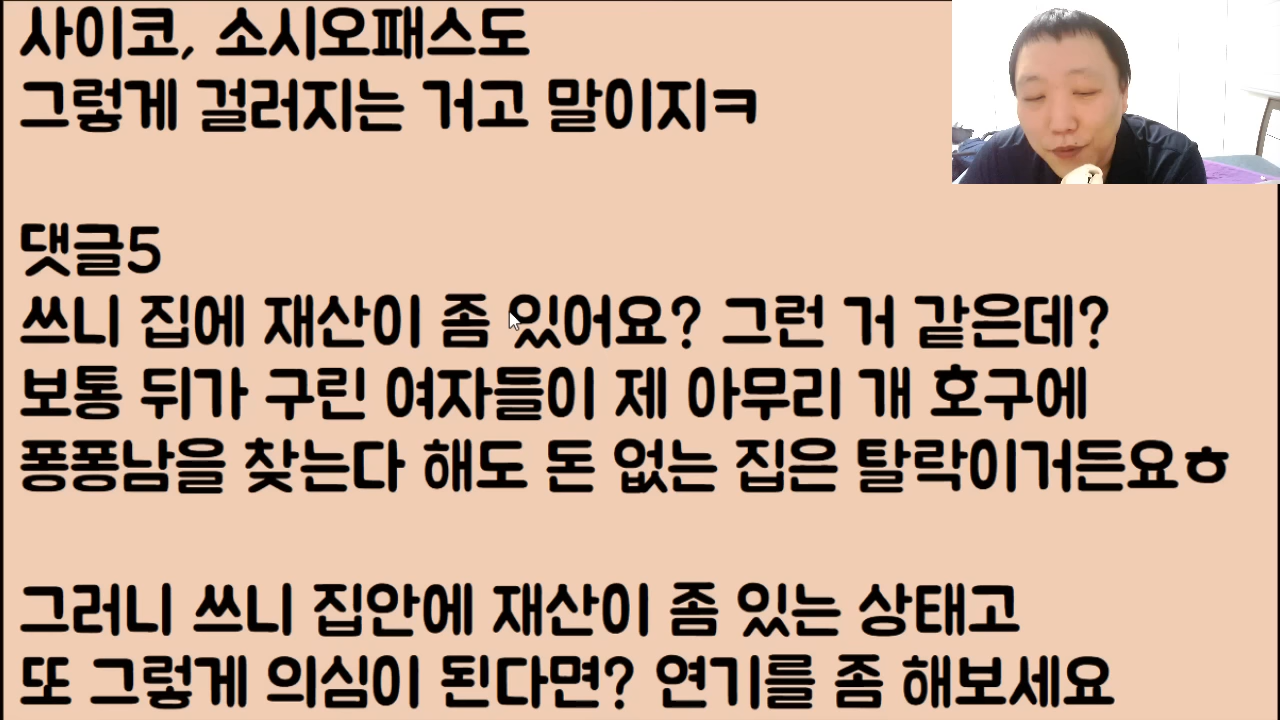 사이코, 소시오패스도
그렇게 걸러지는 거고 말이지ㅋ
댓글5
쓰니 집에 재산이 좀 있어요? 그런 거 같은데?
보통 뒤가 구린 여자들이 제 아무리 개 호구에
퐁퐁남을 찾는다 해도 돈 없는 집은 탈락이거든요ㅎ
그러니 쓰니 집안에 재산이 좀 있는 상태고
또 그렇게 의심이 된다면? 연기를 좀 해보세요